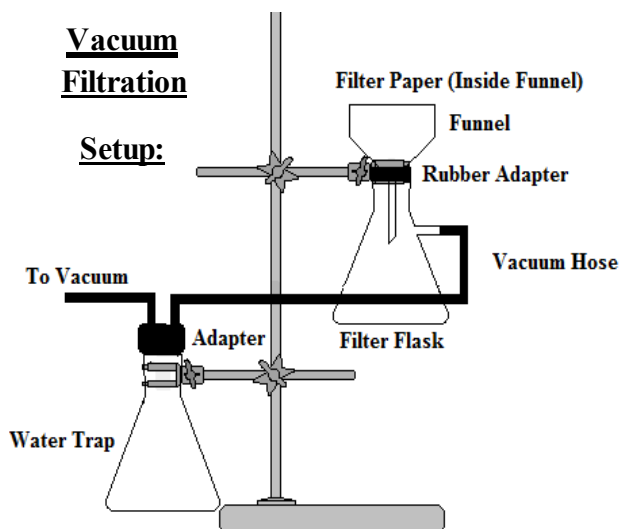 Vacuum
Filtration
Setup:
Filter Paper (Inside Funnel)
Funnel
Rubber Adapter
Vacuum Hose
To Vacuum
Adapter
Filter Flask
Water Trap